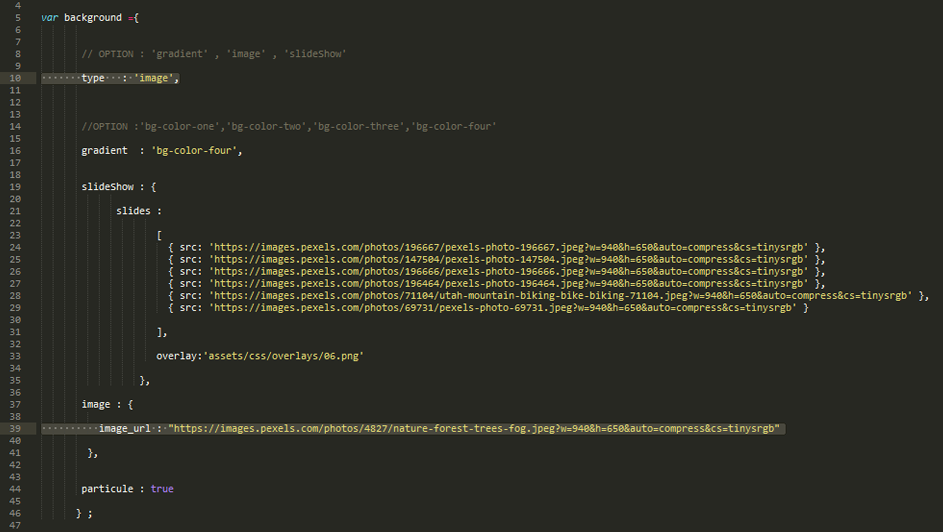 4
5 var background ={
6
7
8 // OPTION : 'gradient' , 'image' , 'slideShow'
9
10 type : 'image',
11
12
13
14 //OPTION :'bg-color-one','bg-color-two','bg-color-three','bg-color-four'
15
16 gradient : 'bg-color-four',
17
18
19 slideShow : {
20
21 slides :
22
23 [
24 { src: 'https://images.pexels.com/photos/196667/pexels-photo-196667.jpeg?w=940&h=650&auto=compress&cs=tinysrgb' },
25 { src: 'https://images.pexels.com/photos/147504/pexels-photo-147504.jpeg?w=940&h=650&auto=compress&cs=tinysrgb' },
26 { src: 'https://images.pexels.com/photos/196666/pexels-photo-196666.jpeg?w=940&h=650&auto=compress&cs=tinysrgb' },
27 { src: 'https://images.pexels.com/photos/196464/pexels-photo-196464.jpeg?w=940&h=650&auto=compress&cs=tinysrgb' },
28 { src: 'https://images.pexels.com/photos/71104/utah-mountain-biking-bike-biking-71104.jpeg?w=940&h=650&auto=compress&cs=tinysrgb' },
29 { src: 'https://images.pexels.com/photos/69731/pexels-photo-69731.jpeg?w=940&h=650&auto=compress&cs=tinysrgb' }
30
31 ],
32
33 overlay:'assets/css/overlays/06.png'
34
35 },
36
37 image : {
38
39 image_url : "https://images.pexels.com/photos/4827/nature-forest-trees-fog.jpeg?w=940&h=650&auto=compress&cs=tinysrgb"
40
41 },
42
43
44 particule : true
45
46 } ;
47